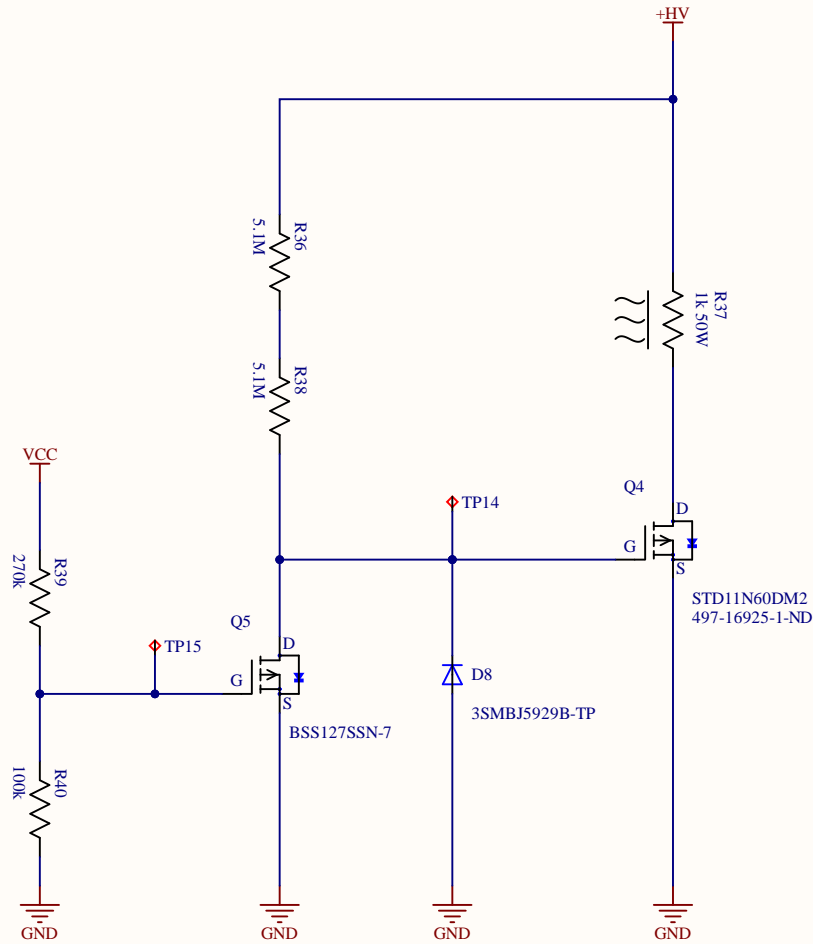 +HV
R36
5.1M
R37
1k 50W
R38
5.1M
VCC
TP14
Q4
D
G
S
STD11N60DM2
497-16925-1-ND
R39
270k
Q5
TP15
D
G
S
BSS127SSN-7
D8
3SMBJ5929B-TP
R40
100k
GND
GND
GND
GND